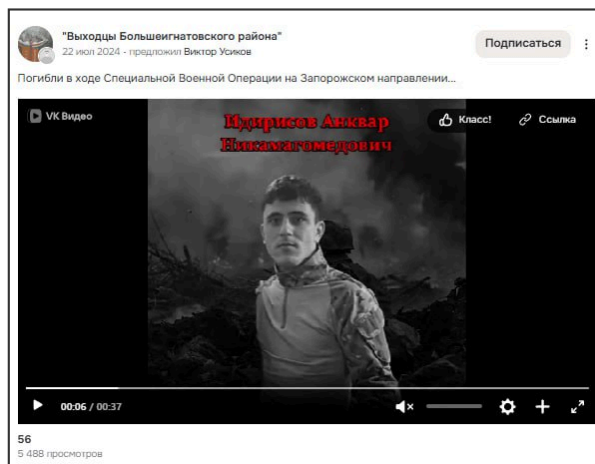 "Выходцы Большеигнатовского района"
22 июл 2024 - предложил Виктор Усиков
Подписаться
Погибли в ходе Специальной Военной Операции на Запорожском направлении...
VK Видео
Класс!
Ссылка
Идирисов Анквар
Никамагомедович
00:06 / 00:37
56
5 488 просмотров